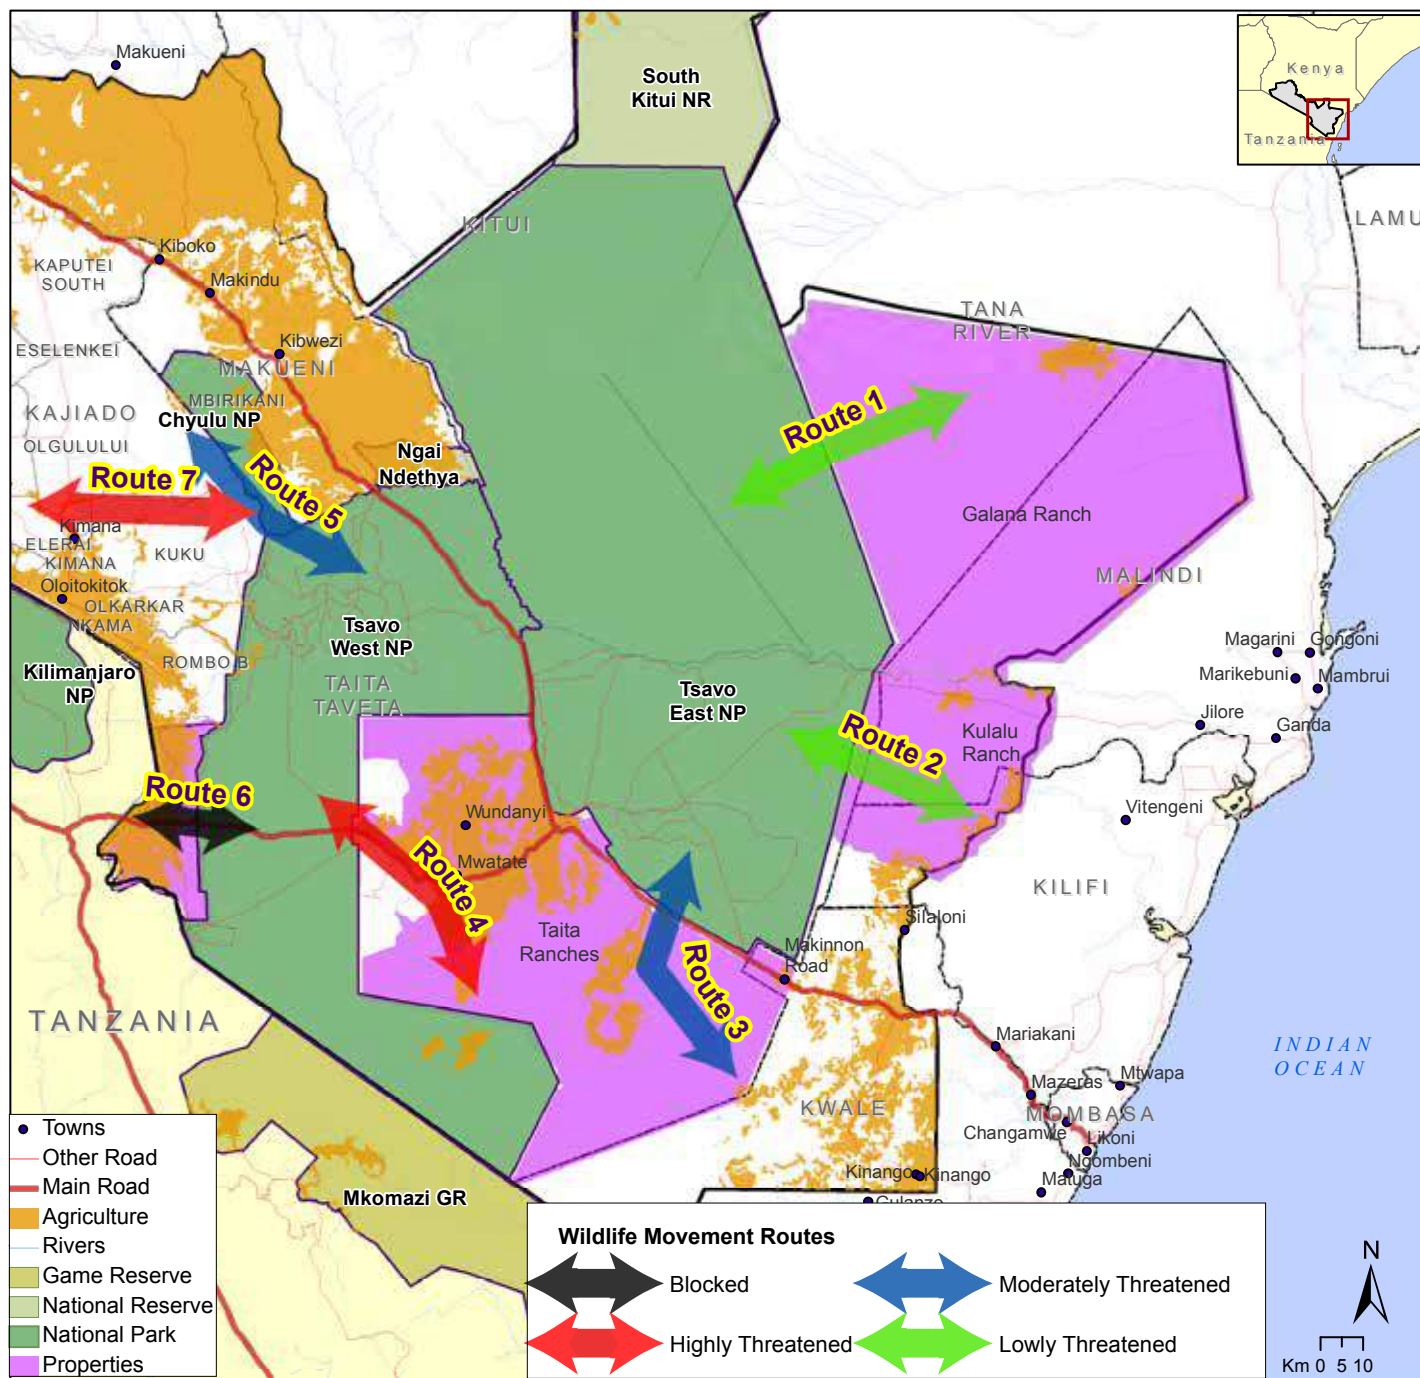 Makueni
South
Kitui NR
Kenya
Tanzania
KITUI
LAMU
Kiboko
KAPUTEI
SOUTH
Makindu
TANA
RIVER
ESELENKEI
Kibwezi
MAKUENI
MBIRIKANI
KAJIADO
Chyulu NP
Route 1
OLGULULUI
Ngai
Ndethya
Route 7
Route 5
Galana Ranch
Kimana
ELERAI
KIMANA
KUKU
MALINDI
Oloitokitok
OLKARKAR
NKAMA
Tsavo
West NP
Magarini
Gongoni
ROMBO B
Kilimanjaro
NP
TAITA
TAVETA
Tsavo
East NP
Marikebuni
Mambrui
Jilore
Ganda
Route 2
Kulalu
Ranch
Route 6
Wundanyi
Vitengeni
Mwatate
Route 4
KILIFI
Taita
Ranches
Silaloni
Makinnon
Road
Route 3
TANZANIA
Mariakani
INDIAN
OCEAN
Mazeras
Mtwapa
KWALE
MOMBASA
Changamwe
Likoni
Ngombeni
Kinango
Kinango
Matuga
Mkomazi GR
Gulanze
Towns
Other Road
Main Road
Agriculture
Rivers
Game Reserve
National Reserve
National Park
Properties
Wildlife Movement Routes
Blocked
Moderately Threatened
Highly Threatened
Lowly Threatened
N
Km 0 5 10